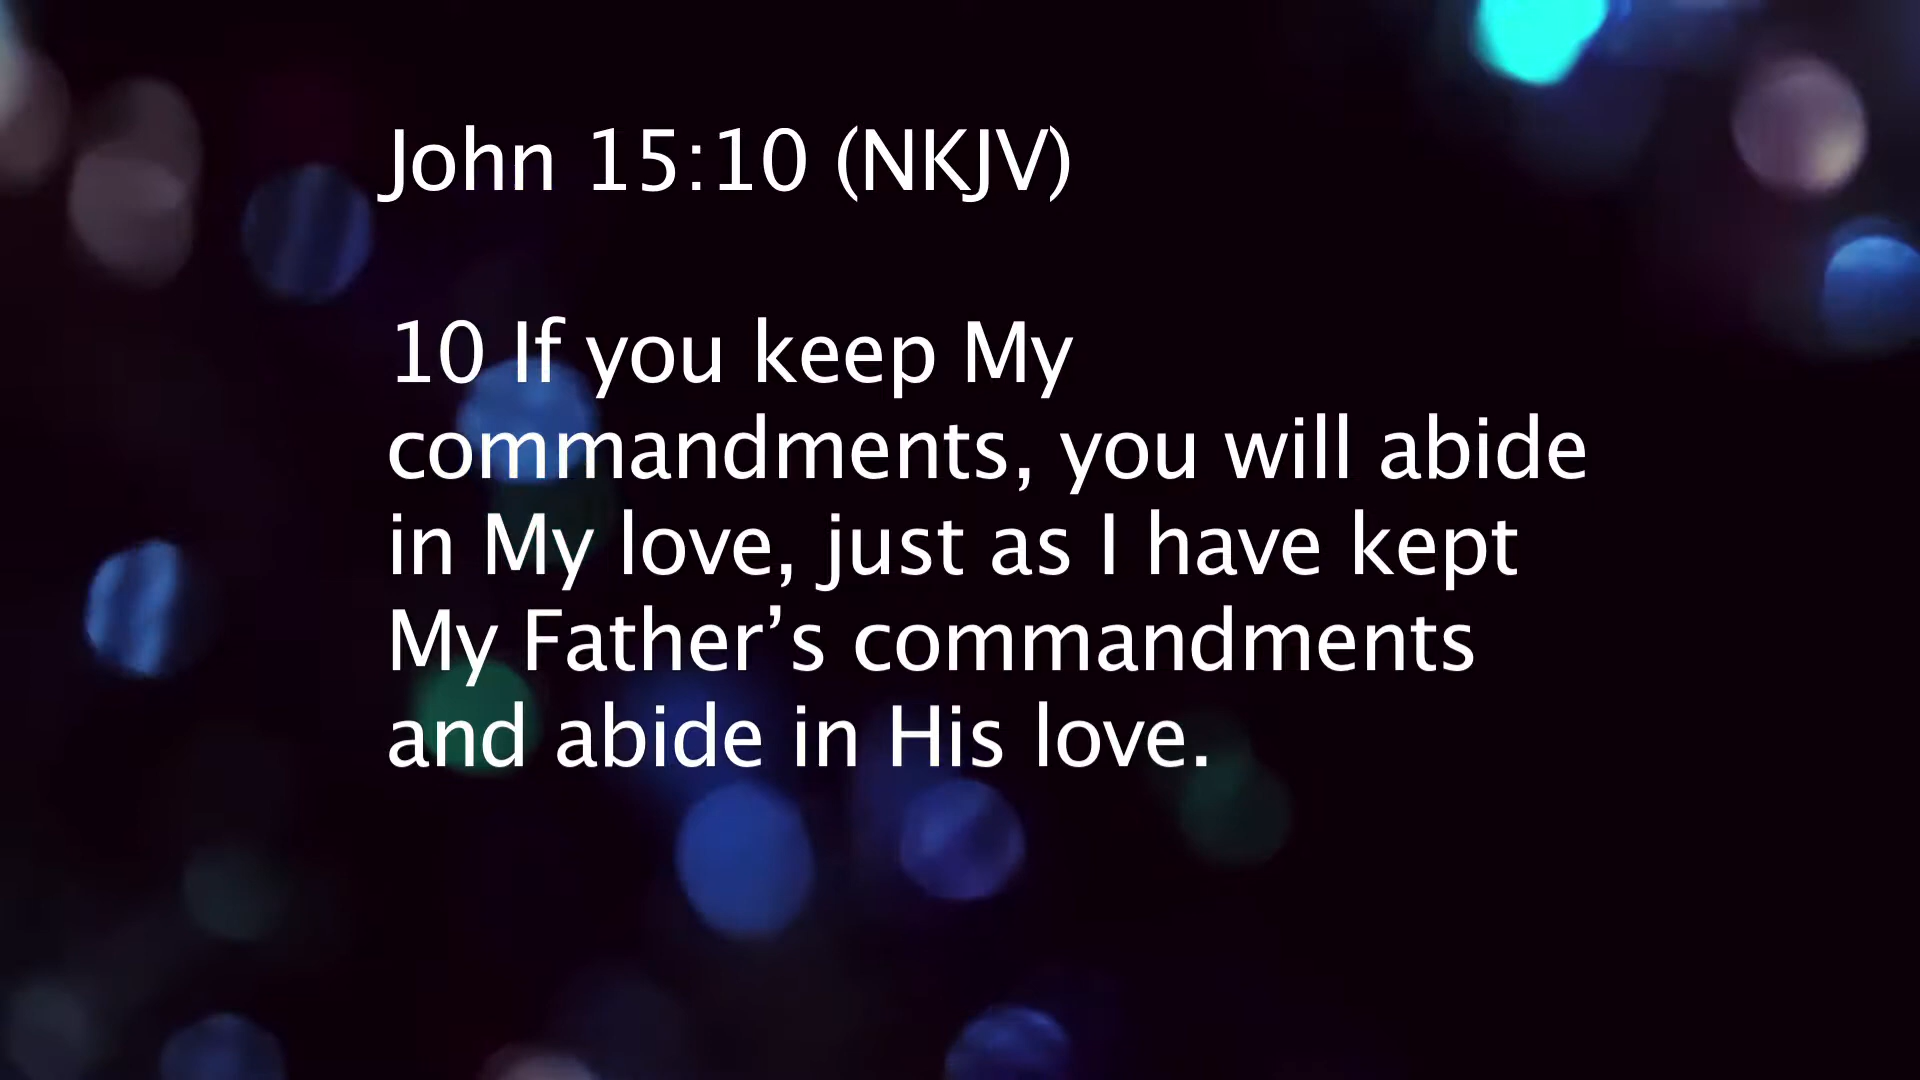 John 15:10 (NKJV)
10 If you keep My
commandments, you will abide
in My love, just as I have kept
My Father’s commandments
and abide in His love.